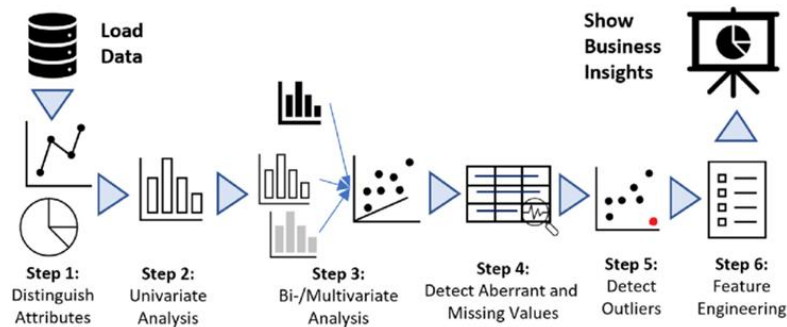 Load
Data
Show
Business
Insights
Step 1:
Distinguish
Attributes
Step 2:
Univariate
Analysis
Step 3:
Bi-/Multivariate
Analysis
Step 4:
Detect Aberrant and
Missing Values
Step 5:
Detect
Outliers
Step 6:
Feature
Engineering